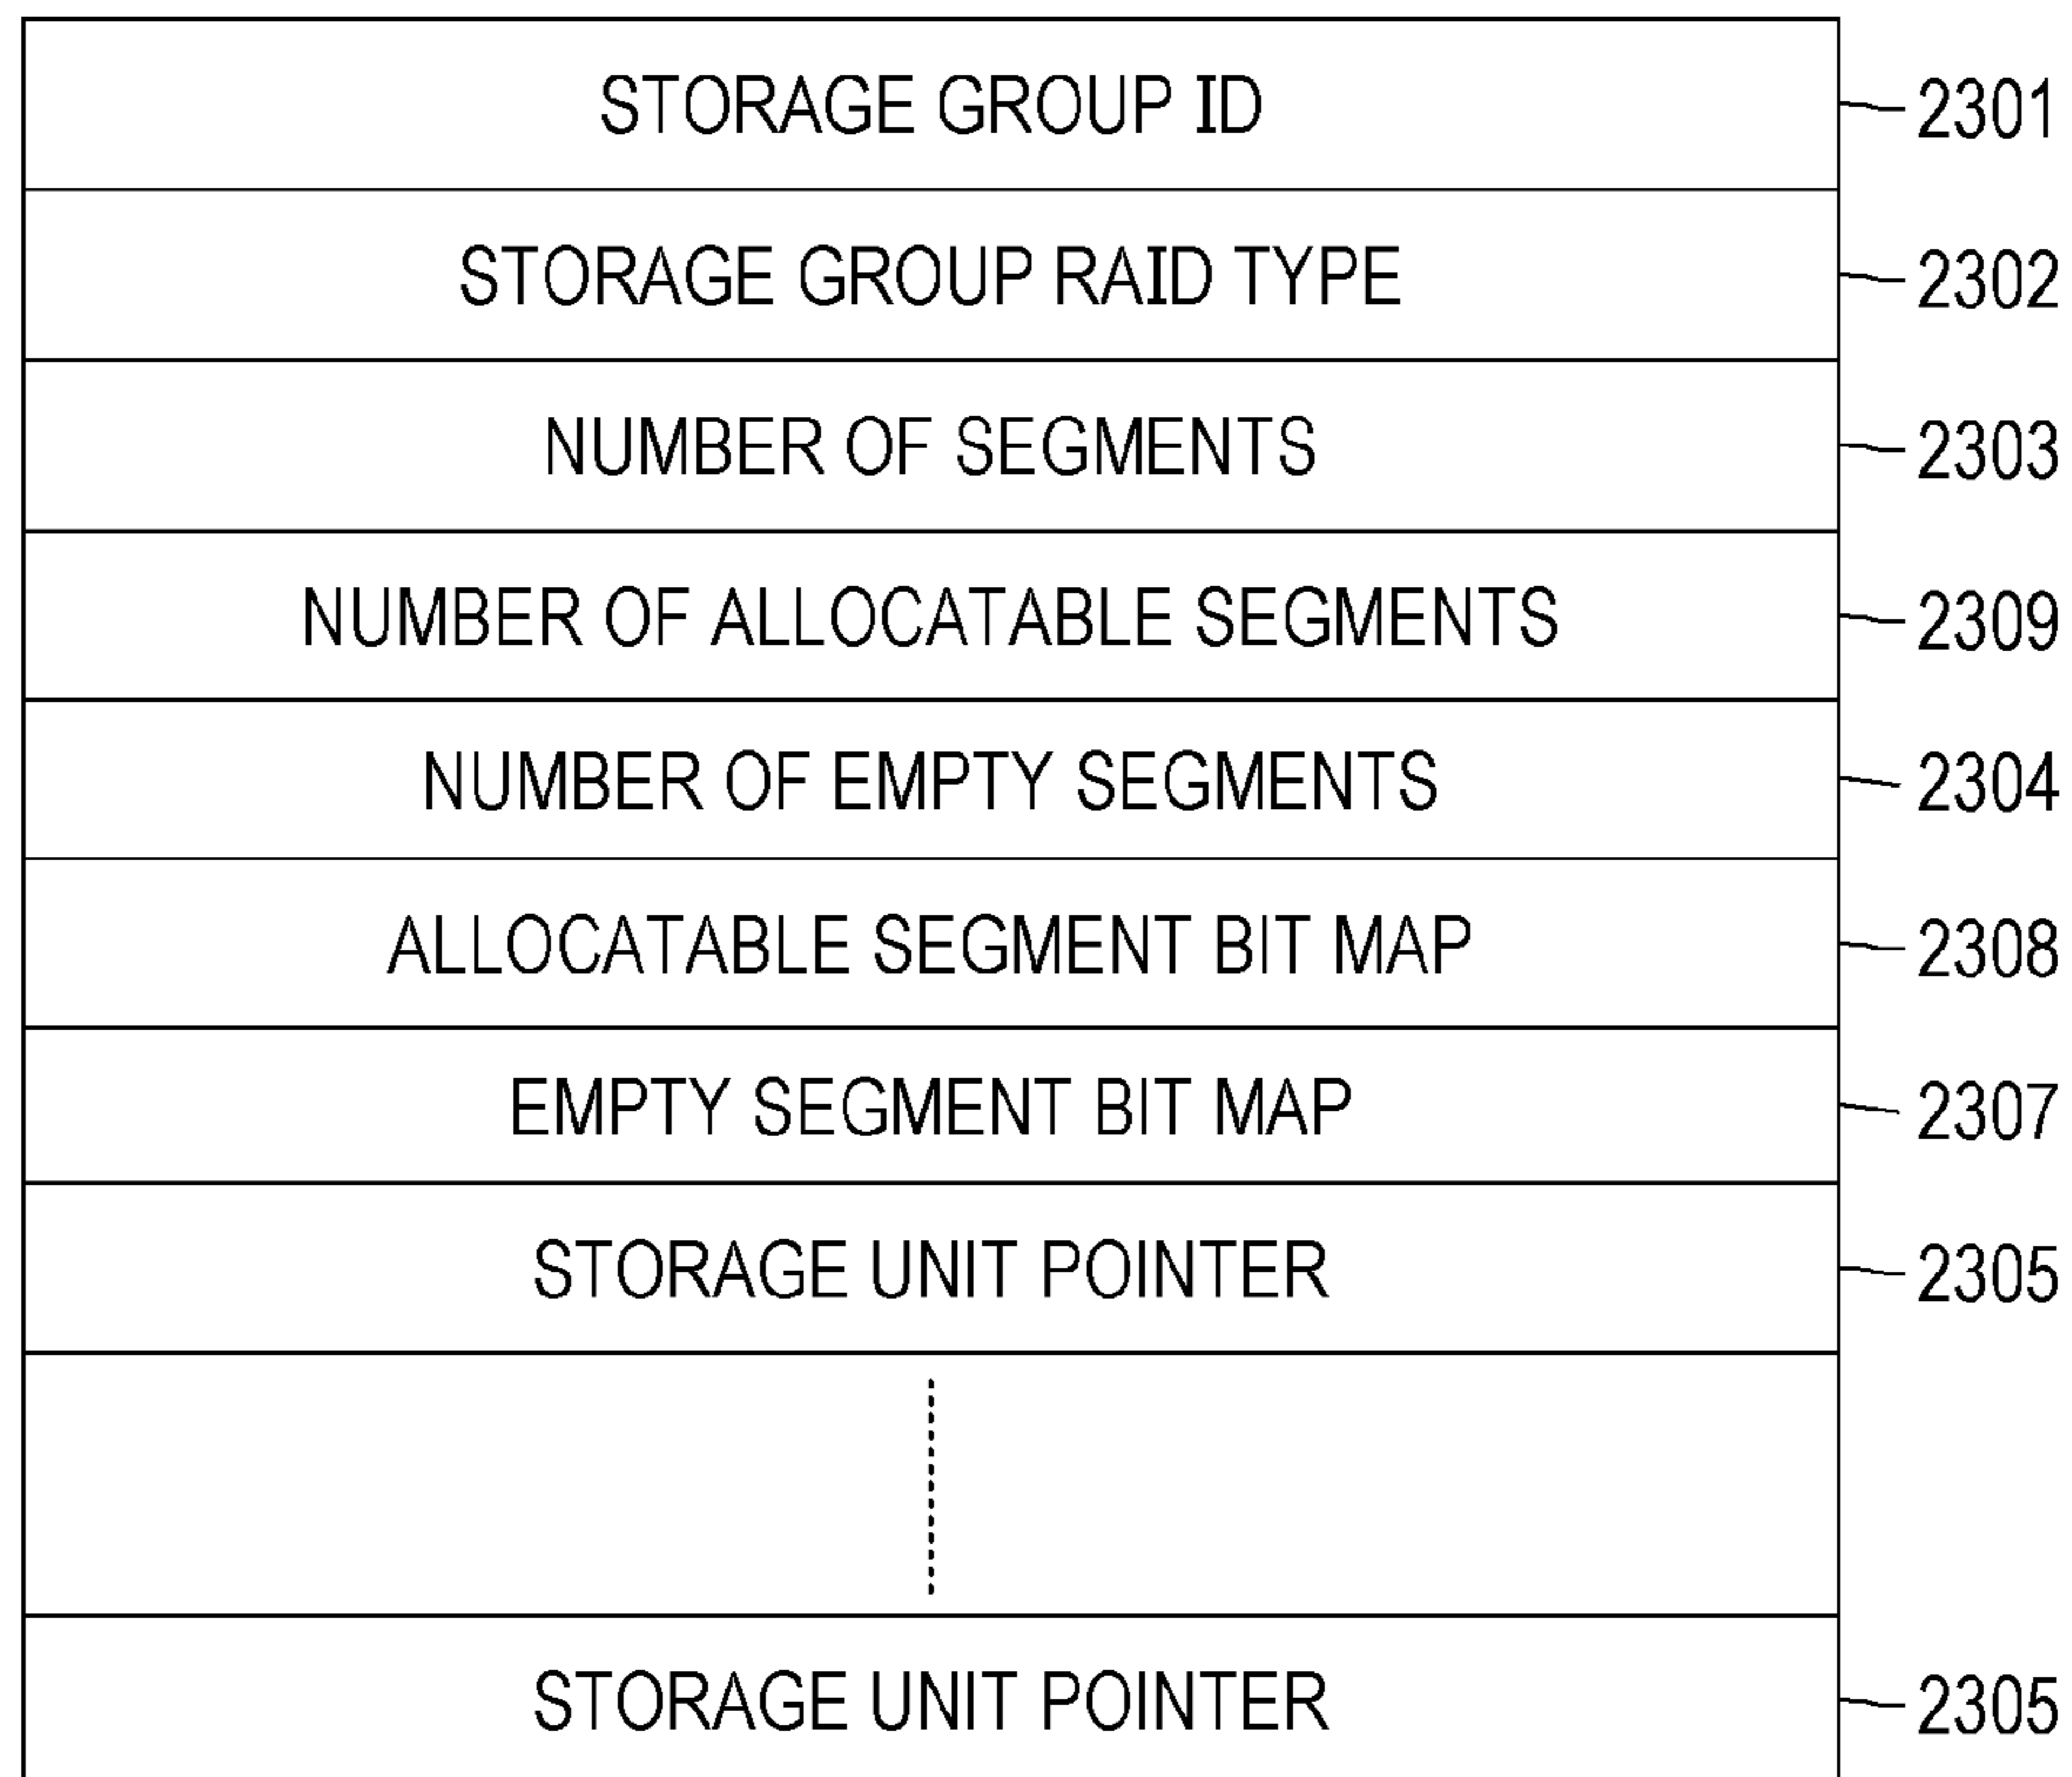 STORAGE GROUP ID 2301
STORAGE GROUP RAID TYPE 2302
NUMBER OF SEGMENTS 2303
NUMBER OF ALLOCATABLE SEGMENTS 2309
NUMBER OF EMPTY SEGMENTS 2304
ALLOCATABLE SEGMENT BIT MAP 2308
EMPTY SEGMENT BIT MAP 2307
STORAGE UNIT POINTER 2305
STORAGE UNIT POINTER 2305